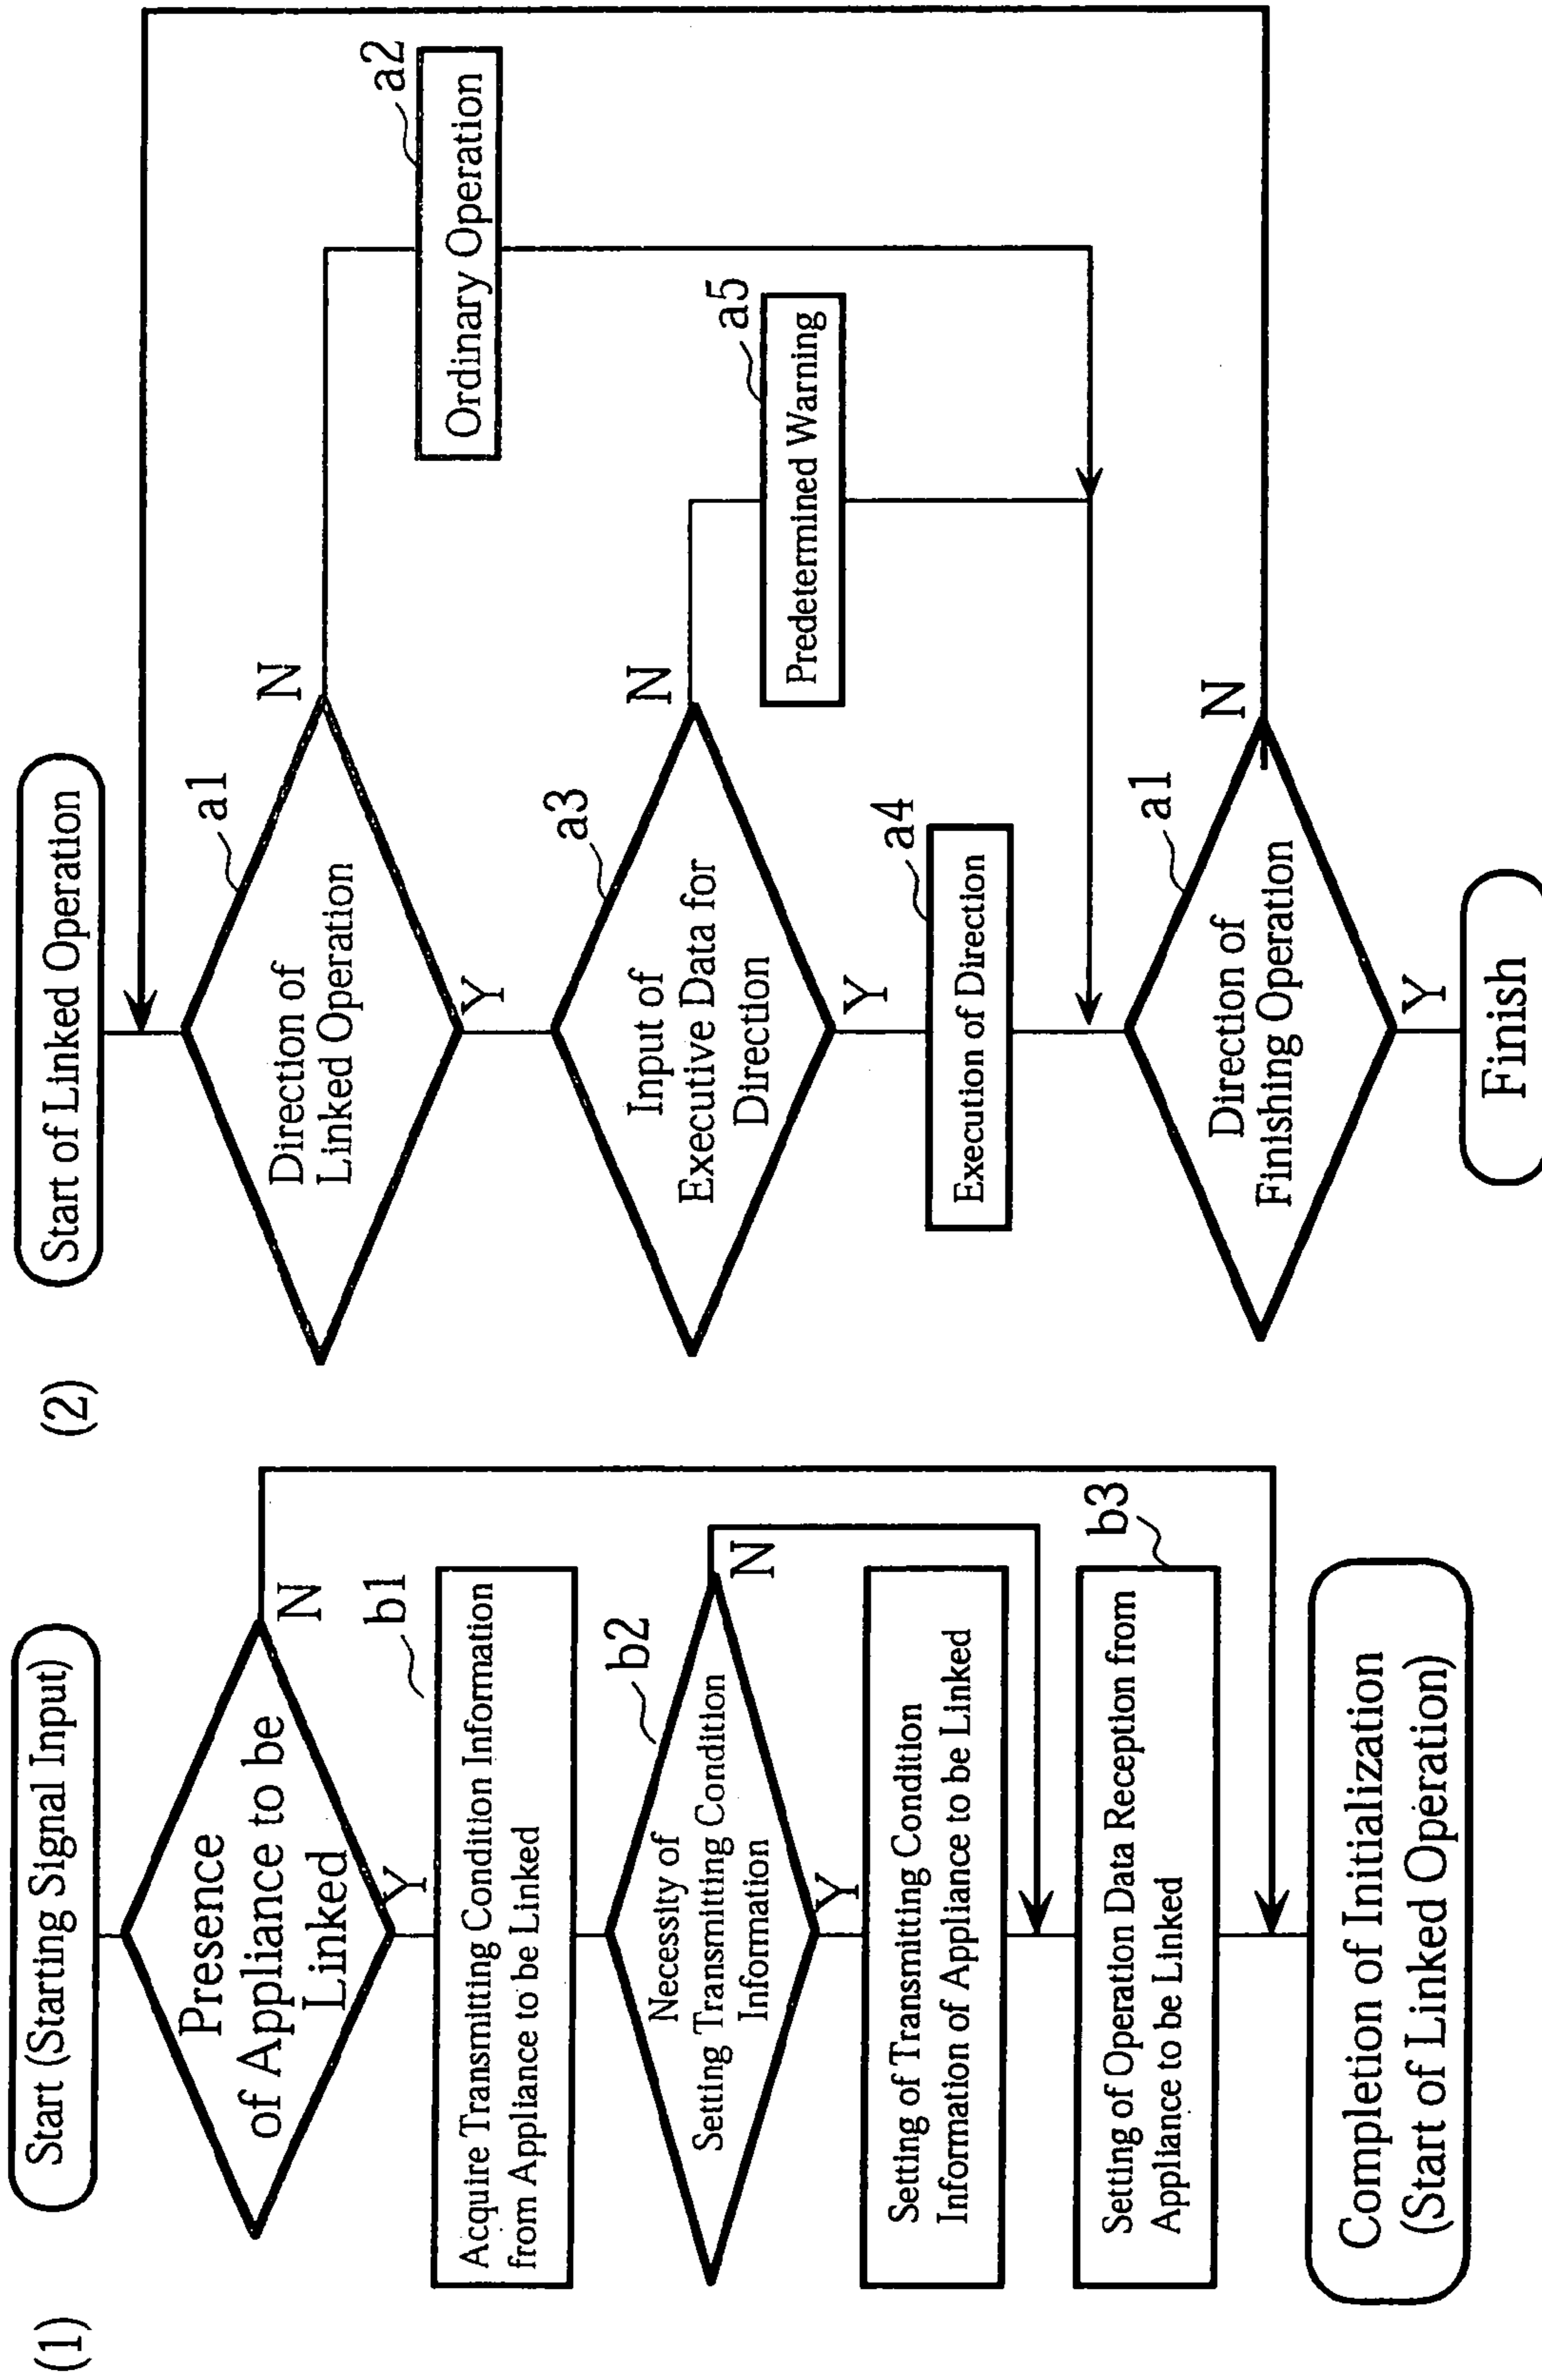 (1)
Start (Starting Signal Input)
Presence
of Appliance to be
Linked
N
Y
b1
Acquire Transmitting Condition Information
from Appliance to be Linked
b2
Necessity of
Setting Transmitting Condition
Information
N
Y
Setting of Transmitting Condition
Information of Appliance to be Linked
b3
Setting of Operation Data Reception from
Appliance to be Linked
Completion of Initialization
(Start of Linked Operation)
(2)
Start of Linked Operation
a1
Direction of
Linked Operation
N
Y
a2
Ordinary Operation
a3
Input of
Executive Data for
Direction
N
Y
a5
Predetermined Warning
a4
Execution of Direction
a1
Direction of
Finishing Operation
N
Y
Finish